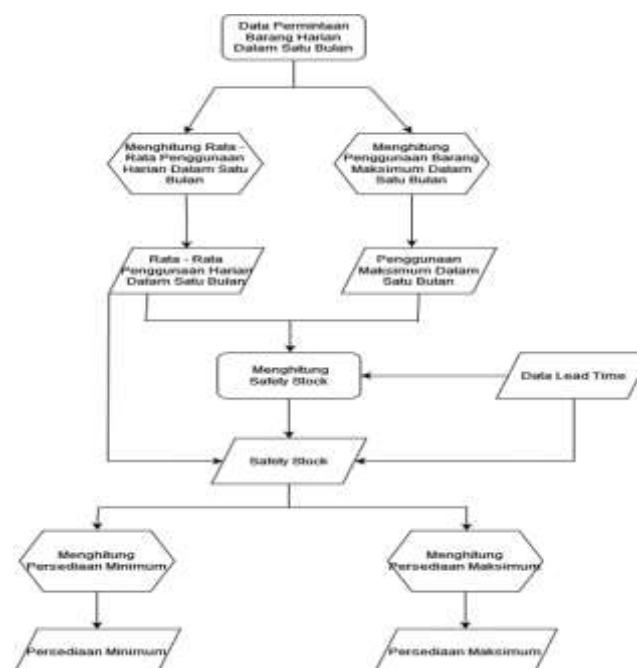 Data Permintaan
Barang Harian
Dalam Satu Bulan
Menghitung Rata -
Rata Penggunaan
Harian Dalam Satu
Bulan
Menghitung
Penggunaan Barang
Maksimum Dalam
Satu Bulan
Rata - Rata
Penggunaan Harian
Dalam Satu Bulan
Penggunaan
Maksimum Dalam
Satu Bulan
Menghitung
Safety Stock
Data Lead Time
Safety Stock
Menghitung
Persediaan Minimum
Menghitung
Persediaan Maksimum
Persediaan Minimum
Persediaan Maksimum